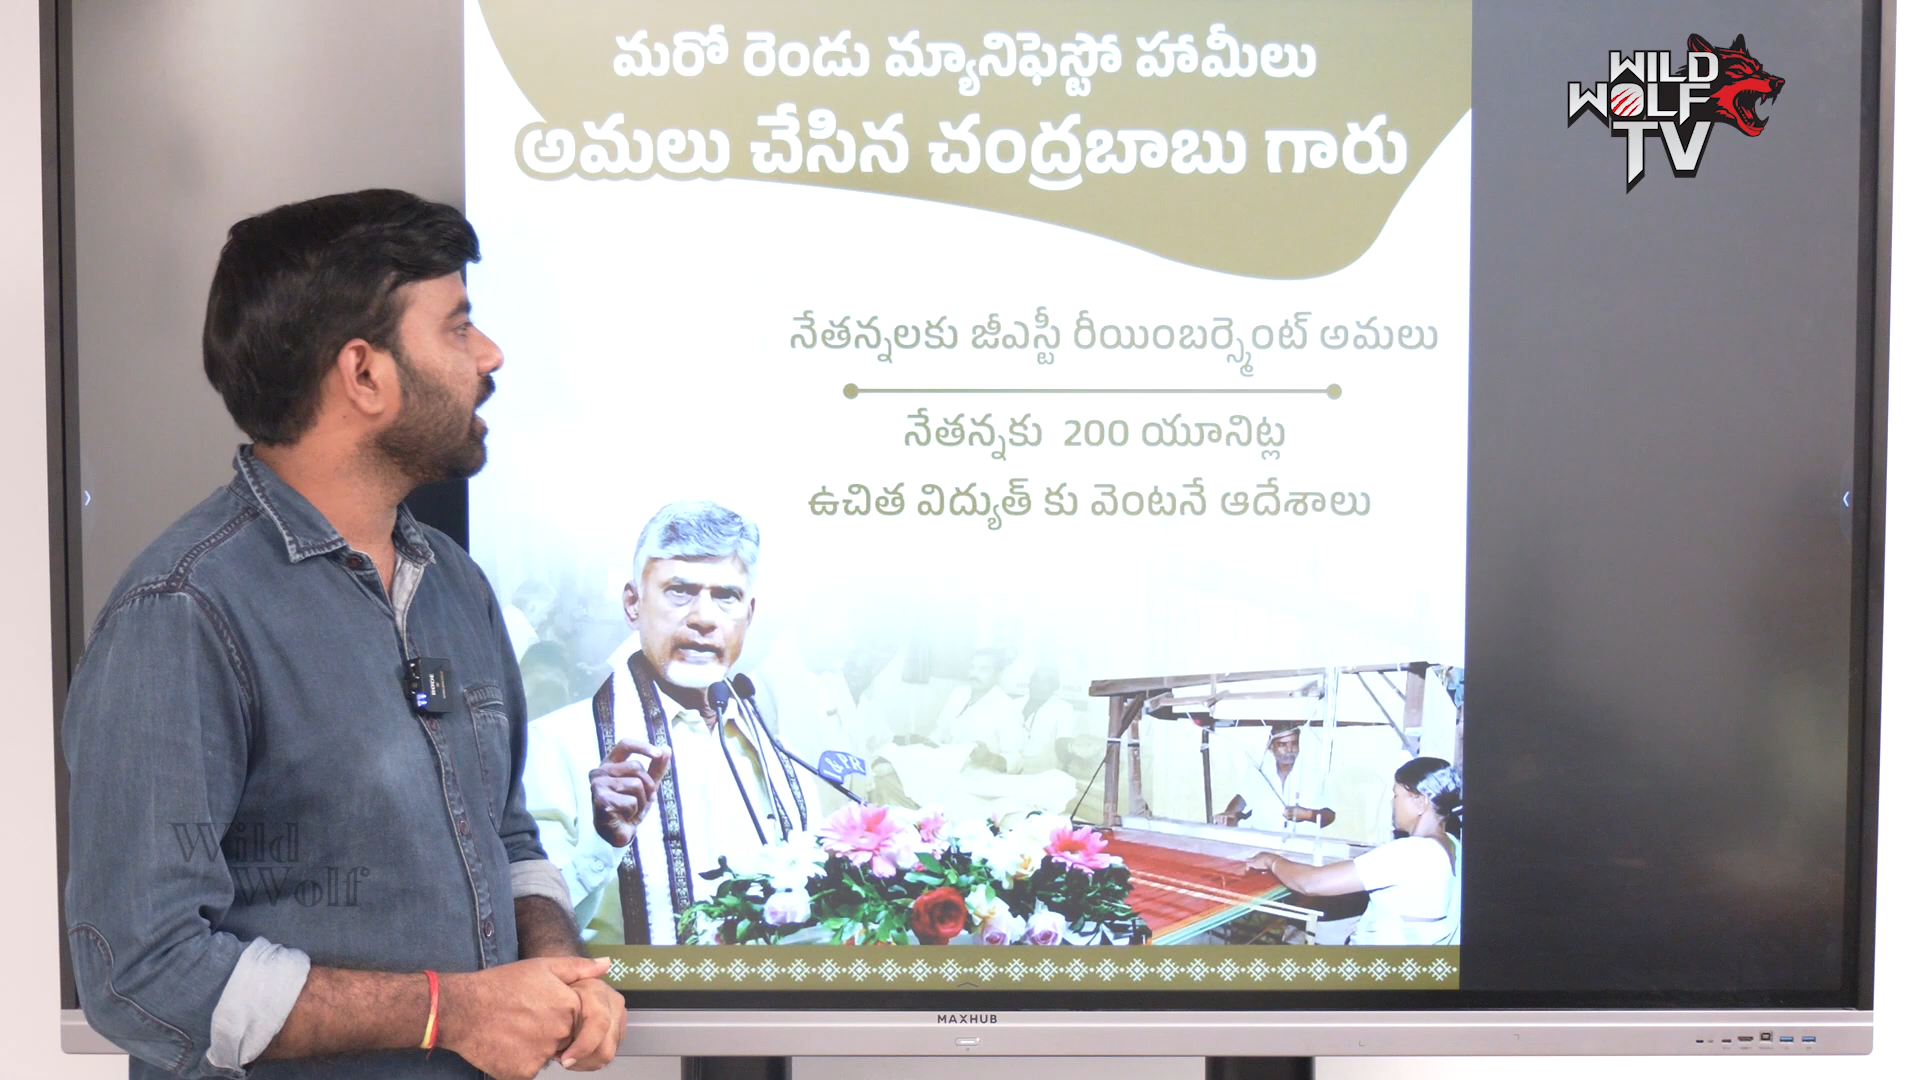 మరో రెండు మ్యానిఫెస్టో హామీలు
అమలు చేసిన చంద్రబాబు గారు
WILD
WOLF
TV
నేతన్నలకు జీఎస్టీ రీయింబర్స్మెంట్ అమలు
నేతన్నకు 200 యూనిట్ల
ఉచిత విద్యుత్ కు వెంటనే ఆదేశాలు
I & PR
Wild
Wolf
MAXHUB